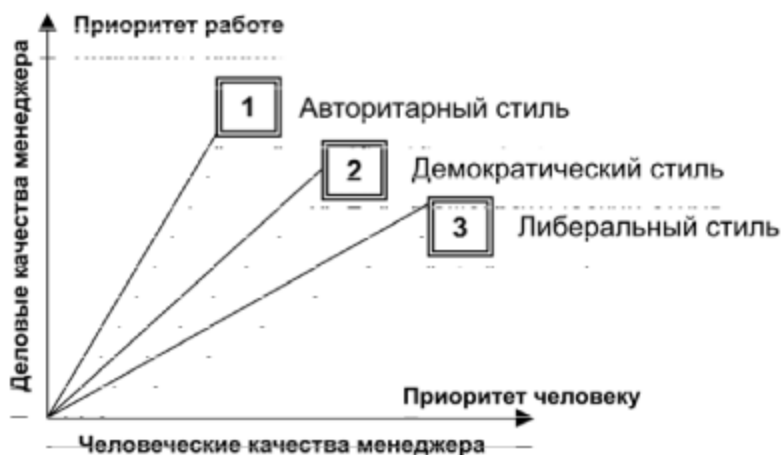 Приоритет работе
1 Авторитарный стиль
2 Демократический стиль
3 Либеральный стиль
Деловые качества менеджера
Приоритет человеку
Человеческие качества менеджера